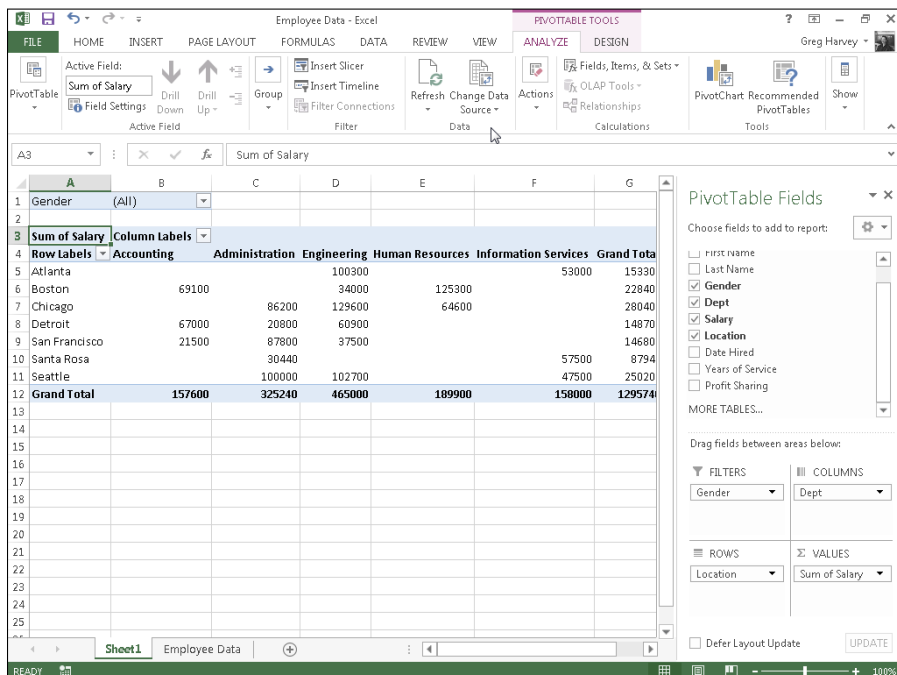 Employee Data - Excel
PIVOTTABLE TOOLS
?
FILE HOME INSERT PAGE LAYOUT FORMULAS DATA REVIEW VIEW ANALYZE DESIGN Greg Harvey
PivotTable
Active Field:
Sum of Salary
Field Settings
Drill Down
Drill Up
Active Field
Group
Insert Slicer
Insert Timeline
Filter Connections
Filter
Refresh
Change Data Source
Data
Actions
Fields, Items, & Sets
OLAP Tools
Relationships
Calculations
PivotChart
Recommended PivotTables
Tools
Show
A3 fx Sum of Salary
A B C D E F G
1 Gender (All)
2
3 Sum of Salary Column Labels
4 Row Labels Accounting Administration Engineering Human Resources Information Services Grand Tota
5 Atlanta 100300 53000 15330
6 Boston 69100 34000 125300 22840
7 Chicago 86200 129600 64600 28040
8 Detroit 67000 20800 60900 14870
9 San Francisco 21500 87800 37500 14680
10 Santa Rosa 30440 57500 8794
11 Seattle 100000 102700 47500 25020
12 Grand Total 157600 325240 465000 189900 158000 129574
13
14
15
16
17
18
19
20
21
22
23
24
25
PivotTable Fields
Choose fields to add to report:
First Name
Last Name
Gender
Dept
Salary
Location
Date Hired
Years of Service
Profit Sharing
MORE TABLES...
Drag fields between areas below:
FILTERS
Gender
COLUMNS
Dept
ROWS
Location
Σ VALUES
Sum of Salary
Defer Layout Update UPDATE
Sheet1 Employee Data
READY 100%